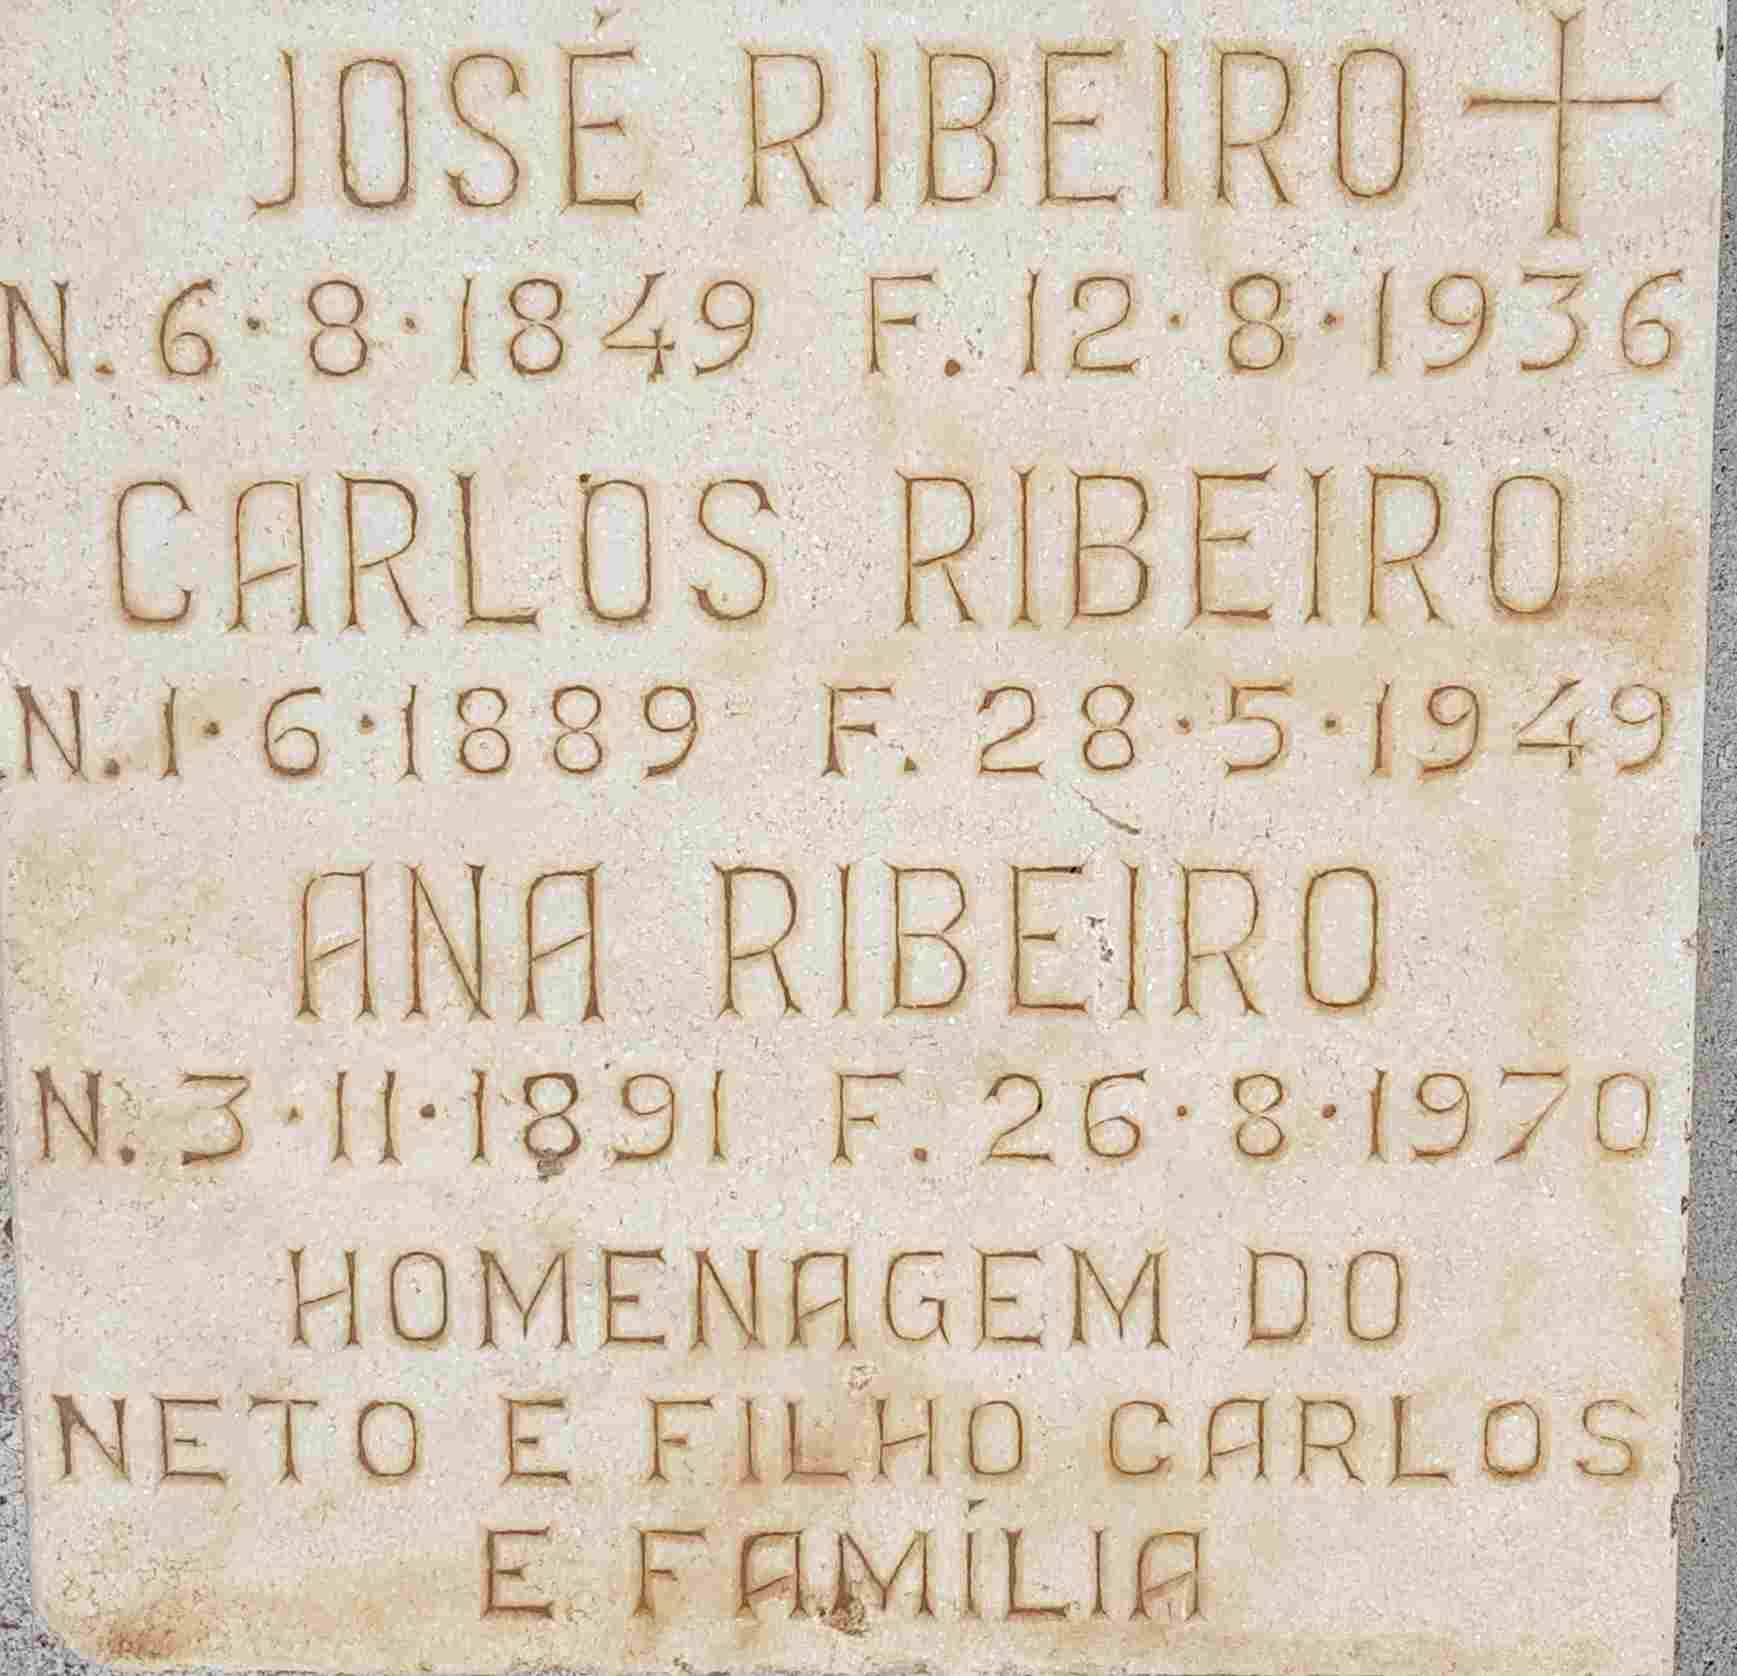 JOSÉ RIBEIRO
N. 6·8·1849 F. 12·8·1936
CARLOS RIBEIRO
N. 1·6·1889 F. 28·5·1949
ANA RIBEIRO
N. 3·11·1891 F. 26·8·1970
HOMENAGEM DO
NETO E FILHO CARLOS
E FAMÍLIA